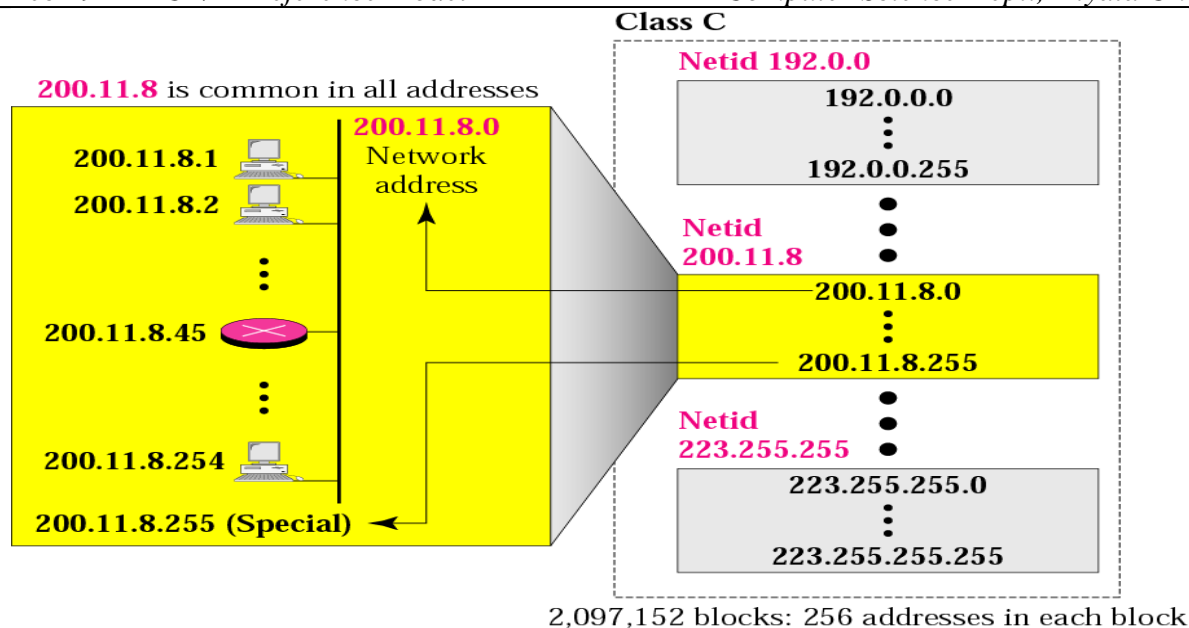 Class C
Netid 192.0.0
192.0.0.0
192.0.0.255
Netid
200.11.8
200.11.8.0
200.11.8.255
Netid
223.255.255
223.255.255.0
223.255.255.255
2,097,152 blocks: 256 addresses in each block
200.11.8 is common in all addresses
200.11.8.0
Network
address
200.11.8.1
200.11.8.2
200.11.8.45
200.11.8.254
200.11.8.255 (Special)